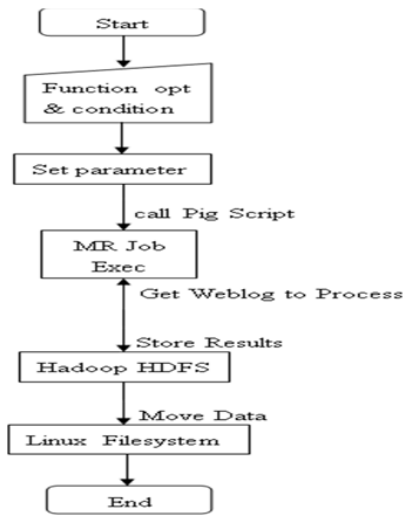 Start
Function opt
& condition
Set parameter
call Pig Script
MR Job
Exec
Get Weblog to Process
Store Results
Hadoop HDFS
Move Data
Linux Filesystem
End